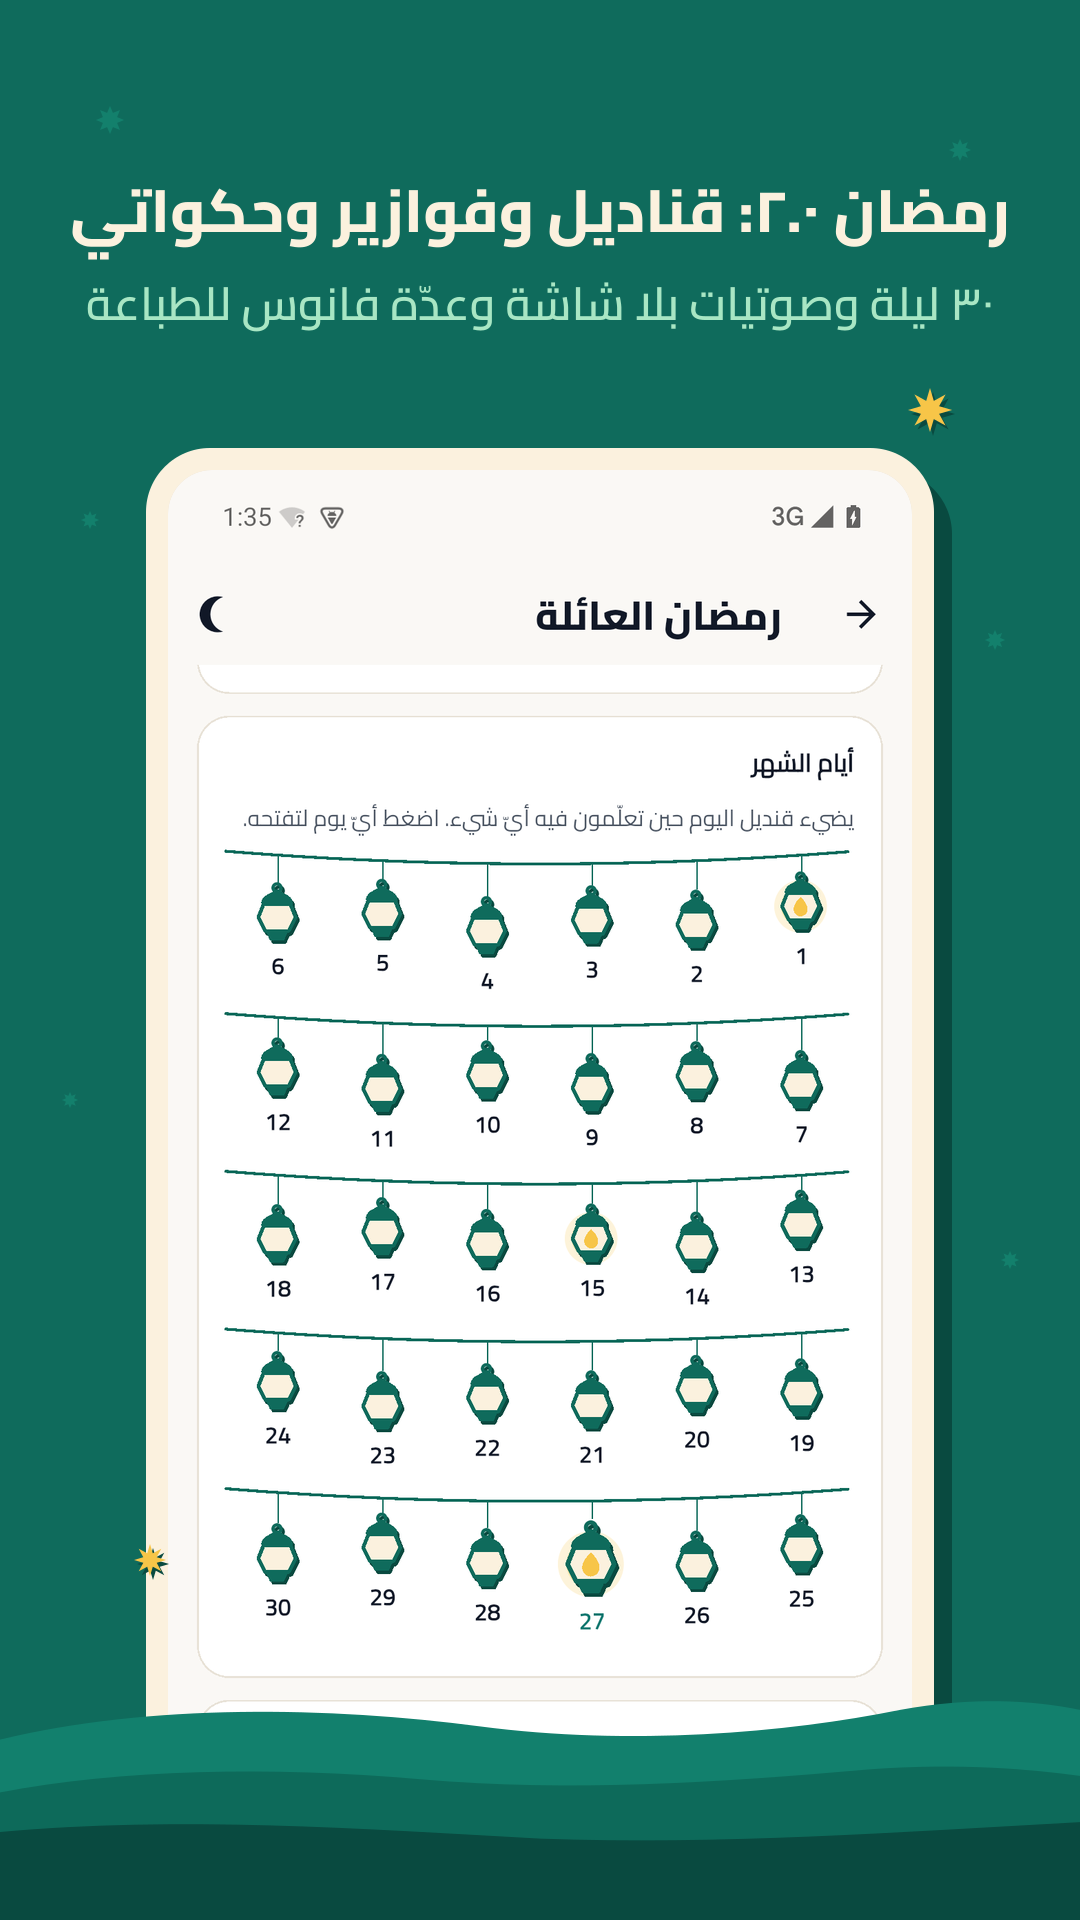 رمضان ٢.٠: قناديل وفوازير وحكواتي
٣٠ ليلة وصوتيات بلا شاشة وعدّة فانوس للطباعة
1:35 3G
رمضان العائلة
أيام الشهر
يضيء قنديل اليوم حين تعلّمون فيه أيّ شيء. اضغط أيّ يوم لتفتحه.
1 2 3 4 5 6
7 8 9 10 11 12
13 14 15 16 17 18
19 20 21 22 23 24
25 26 27 28 29 30